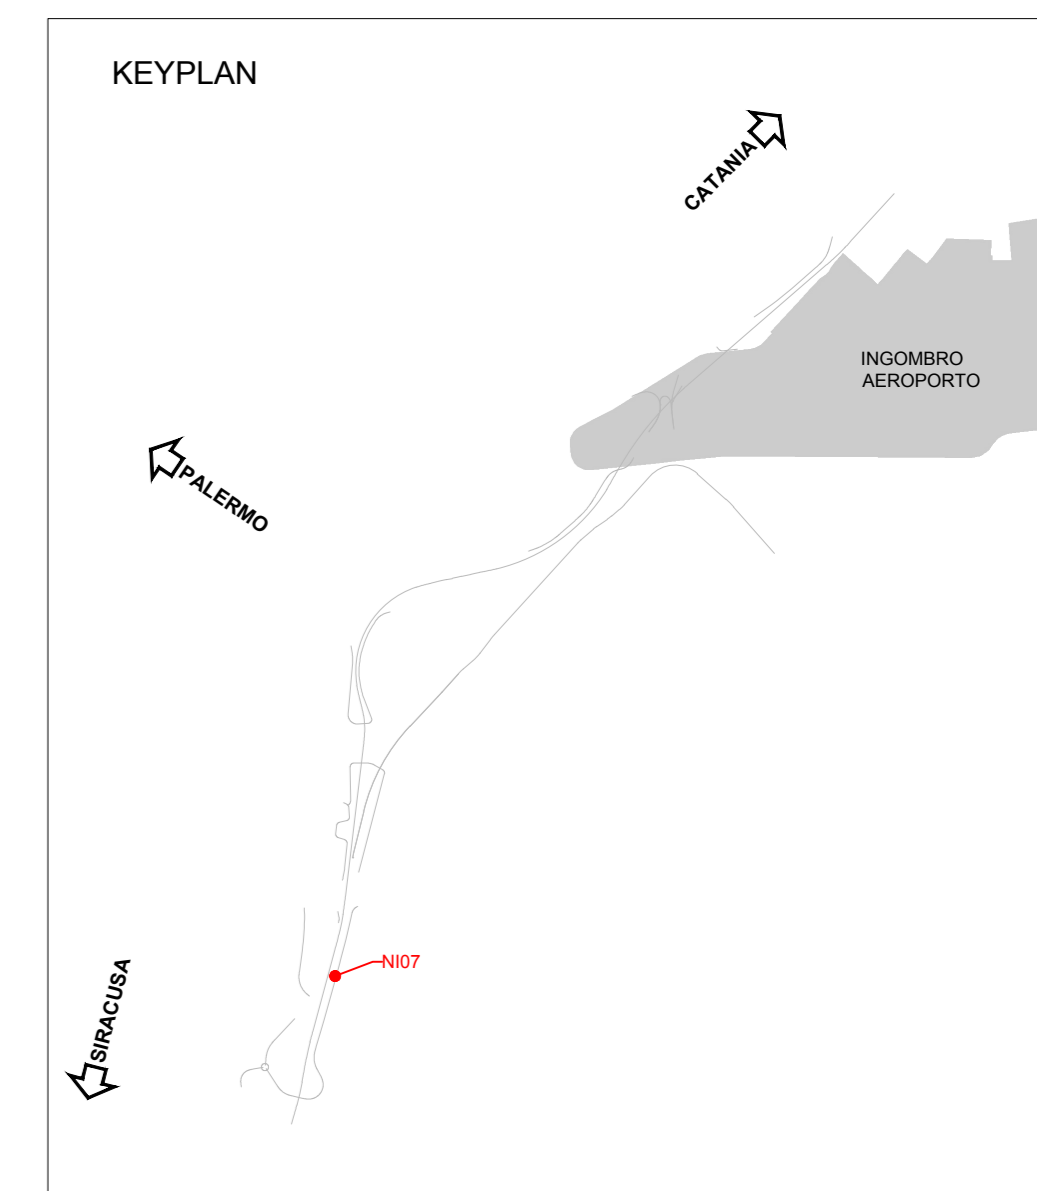 KEYPLAN
CATANIA
INGOMBRO
AEROPORTO
PALERMO
NI07
SIRACUSA